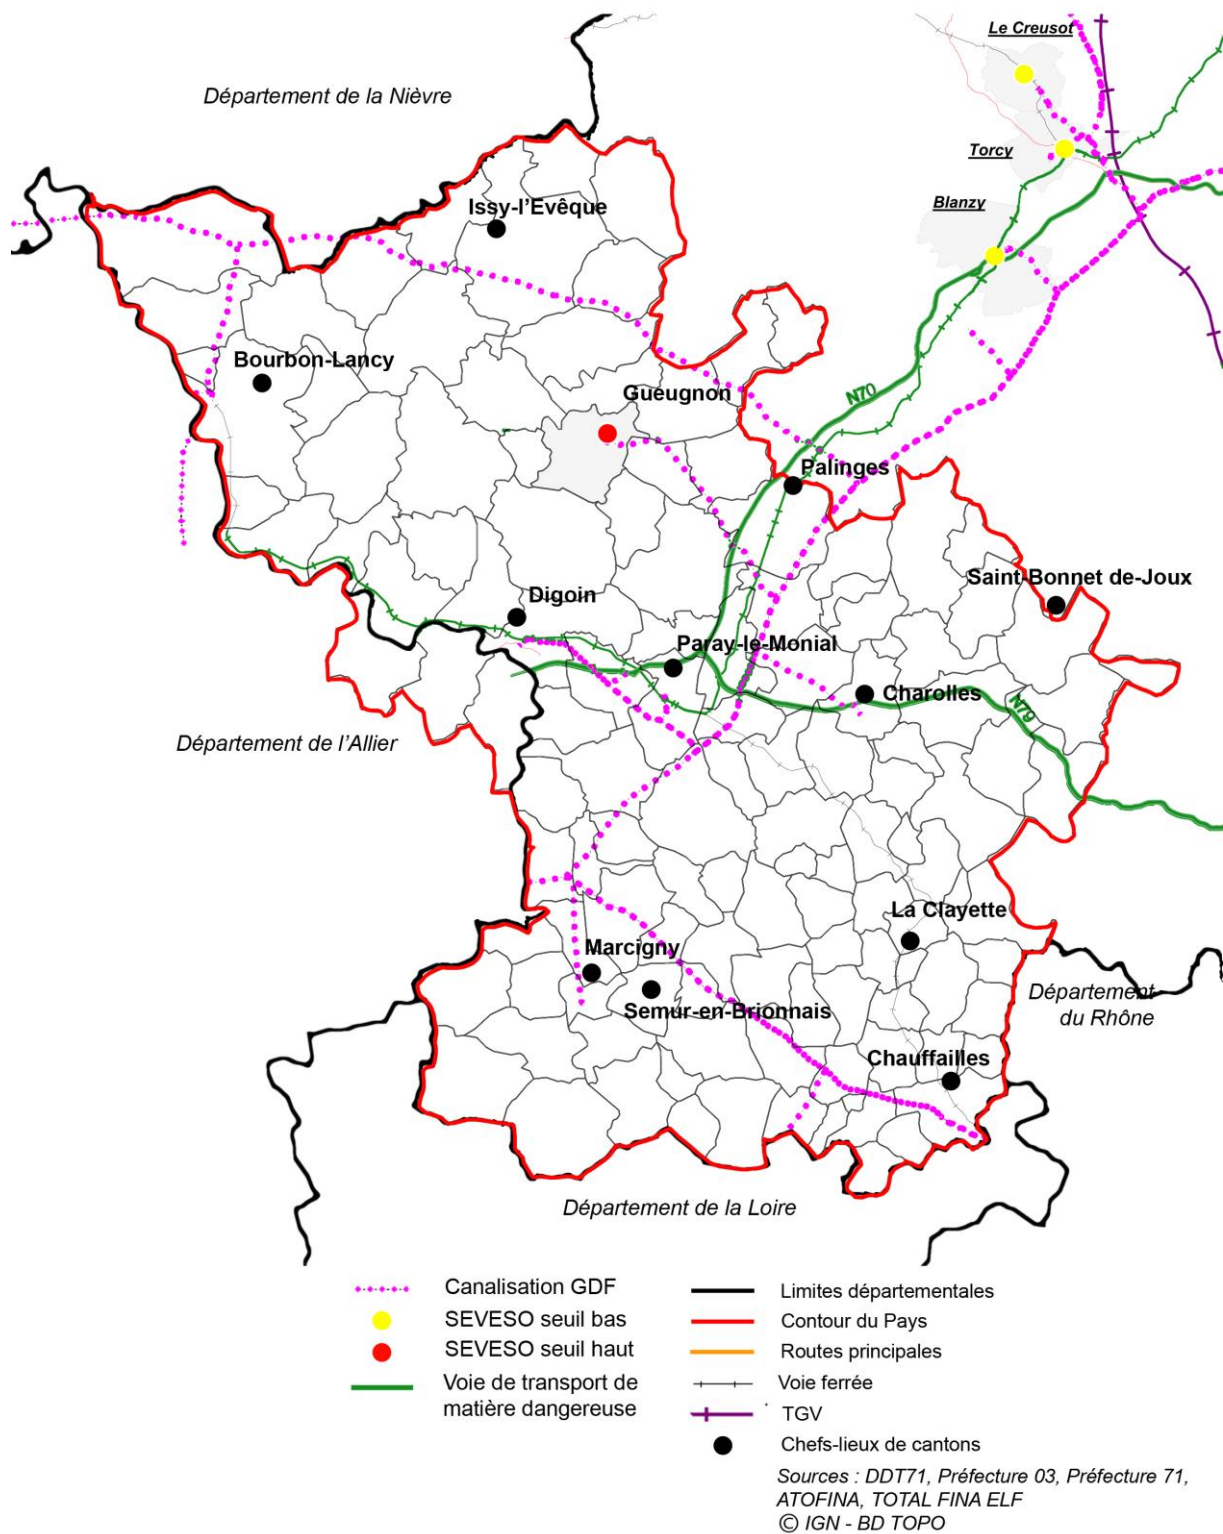 Le Creusot
Département de la Nièvre
Torcy
Issy-l'Evêque
Blanzy
Bourbon-Lancy
Gueugnon
N70
Palinges
Saint-Bonnet de-Joux
Digoin
Paray-le-Monial
Charolles
N79
Département de l'Allier
La Clayette
Marcigny
Semur-en-Brionnais
Département
du Rhône
Chauffailles
Département de la Loire
Canalisation GDF
SEVESO seuil bas
SEVESO seuil haut
Voie de transport de
matière dangereuse
Limites départementales
Contour du Pays
Routes principales
Voie ferrée
TGV
Chefs-lieux de cantons
Sources : DDT71, Préfecture 03, Préfecture 71,
ATOFINA, TOTAL FINA ELF
© IGN - BD TOPO